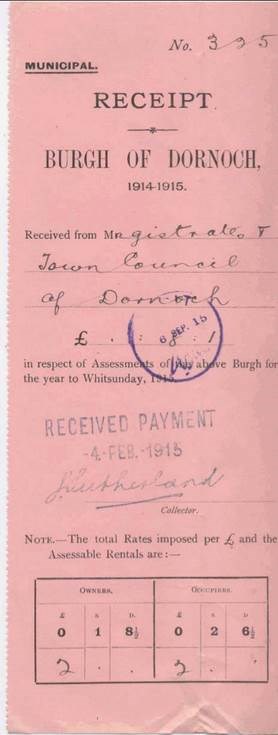 No. 325
MUNICIPAL.
RECEIPT
BURGH OF DORNOCH,
1914-1915.
Received from Magistrates &
Town Council
of Dornoch
£ . : 8 : 1
6 SEP. 15
in respect of Assessments of the above Burgh for
the year to Whitsunday, 1915.
RECEIVED PAYMENT
-4-FEB.-1915
J Sutherland
Collector.
NOTE.—The total Rates imposed per £, and the
Assessable Rentals are :—
OWNERS. OCCUPIERS.
£ S. D. £ S. D.
0 1 8½ 0 2 6½
2 . . 2 . .